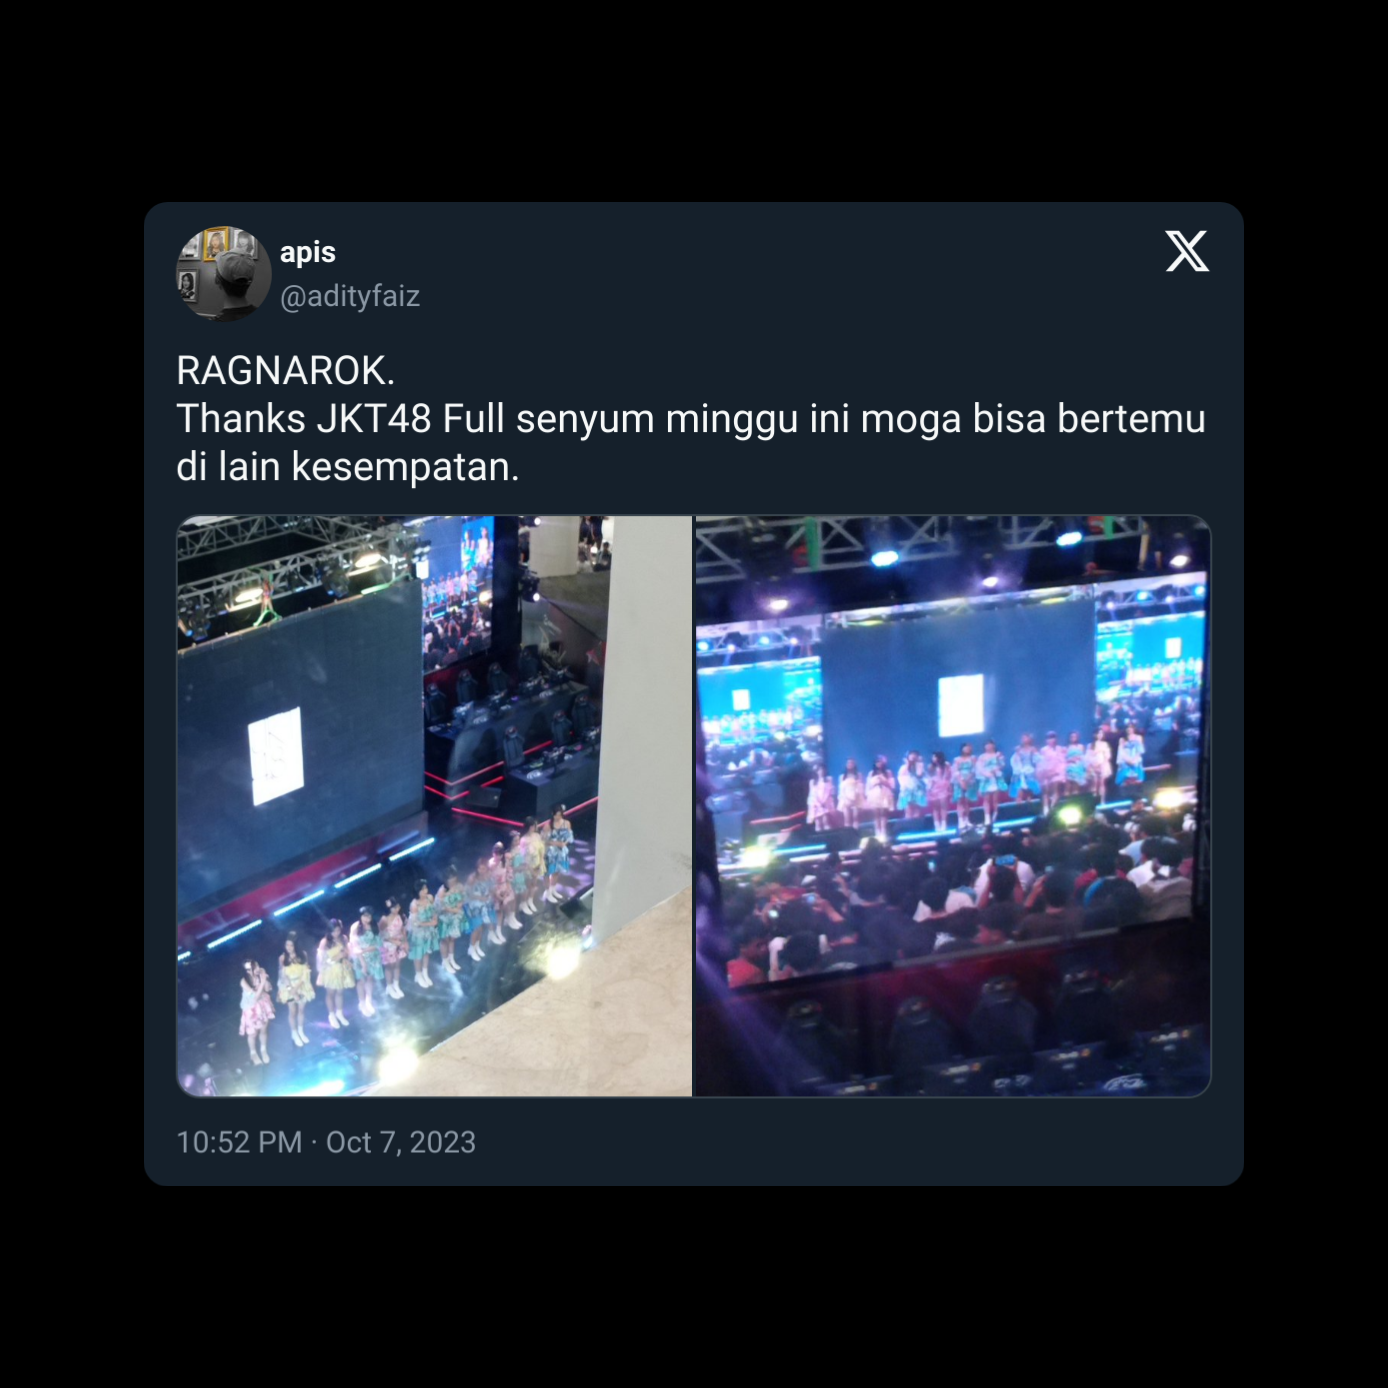 apis
@adityfaiz
RAGNAROK.
Thanks JKT48 Full senyum minggu ini moga bisa bertemu
di lain kesempatan.
10:52 PM · Oct 7, 2023